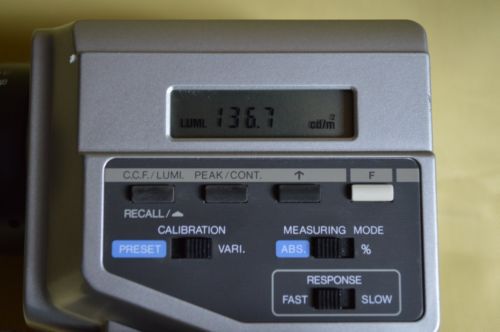 LUMI. 136.7 cd/m²
C.C.F./LUMI. PEAK/CONT. ↑ F
RECALL/
CALIBRATION MEASURING MODE
PRESET VARI. ABS. %
RESPONSE
FAST SLOW